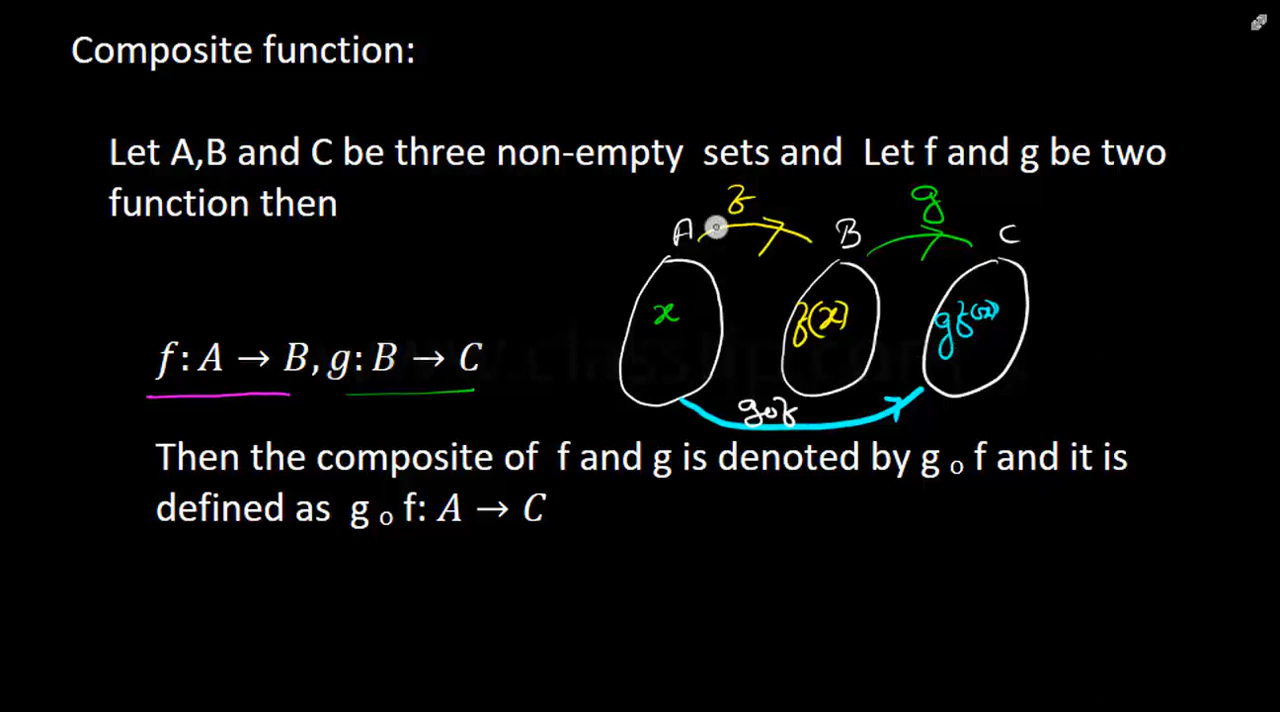 Composite function:
Let A,B and C be three non-empty sets and Let f and g be two
function then
f g
A B C
x f(x) gf(x)
f: A → B, g: B → C
gof
Then the composite of f and g is denoted by g o f and it is
defined as g o f: A → C